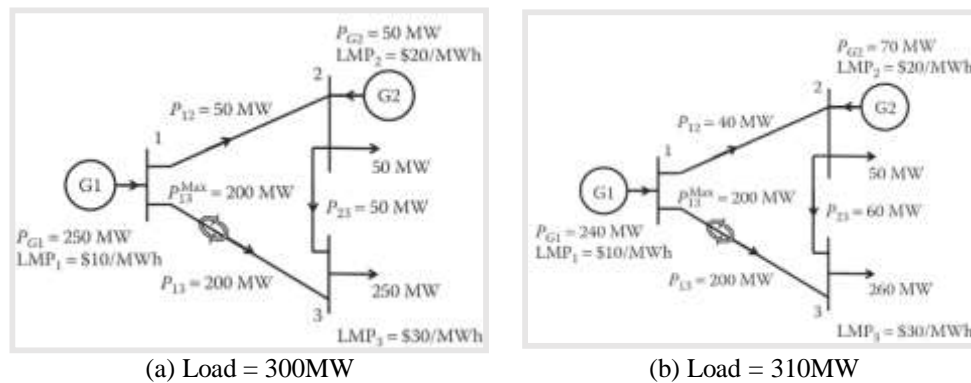 P_G2 = 50 MW
LMP_2 = $20/MWh
2
G2
P_12 = 50 MW
1
50 MW
G1
P_13^Max = 200 MW
P_23 = 50 MW
P_G1 = 250 MW
LMP_1 = $10/MWh
P_13 = 200 MW
250 MW
3
LMP_3 = $30/MWh
(a) Load = 300MW
P_G2 = 70 MW
LMP_2 = $20/MWh
2
G2
P_12 = 40 MW
1
50 MW
G1
P_13^Max = 200 MW
P_23 = 60 MW
P_G1 = 240 MW
LMP_1 = $10/MWh
P_13 = 200 MW
260 MW
3
LMP_3 = $30/MWh
(b) Load = 310MW